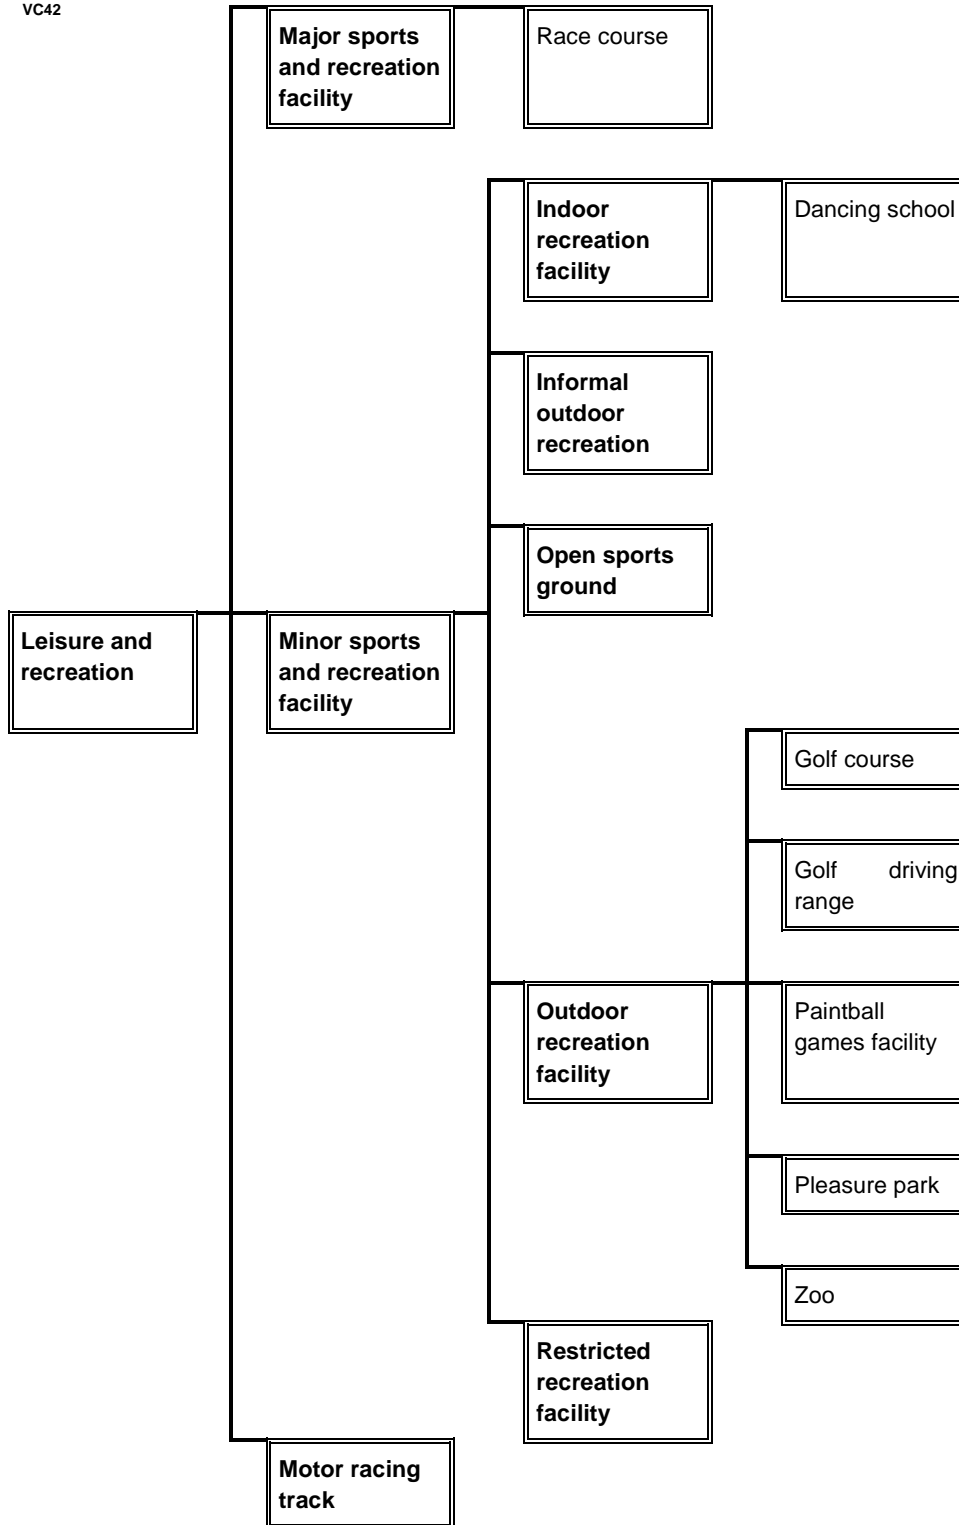 VC42
Major sports
and recreation
facility
Race course
Indoor
recreation
facility
Dancing school
Informal
outdoor
recreation
Open sports
ground
Leisure and
recreation
Minor sports
and recreation
facility
Golf course
Golf driving
range
Outdoor
recreation
facility
Paintball
games facility
Pleasure park
Zoo
Restricted
recreation
facility
Motor racing
track